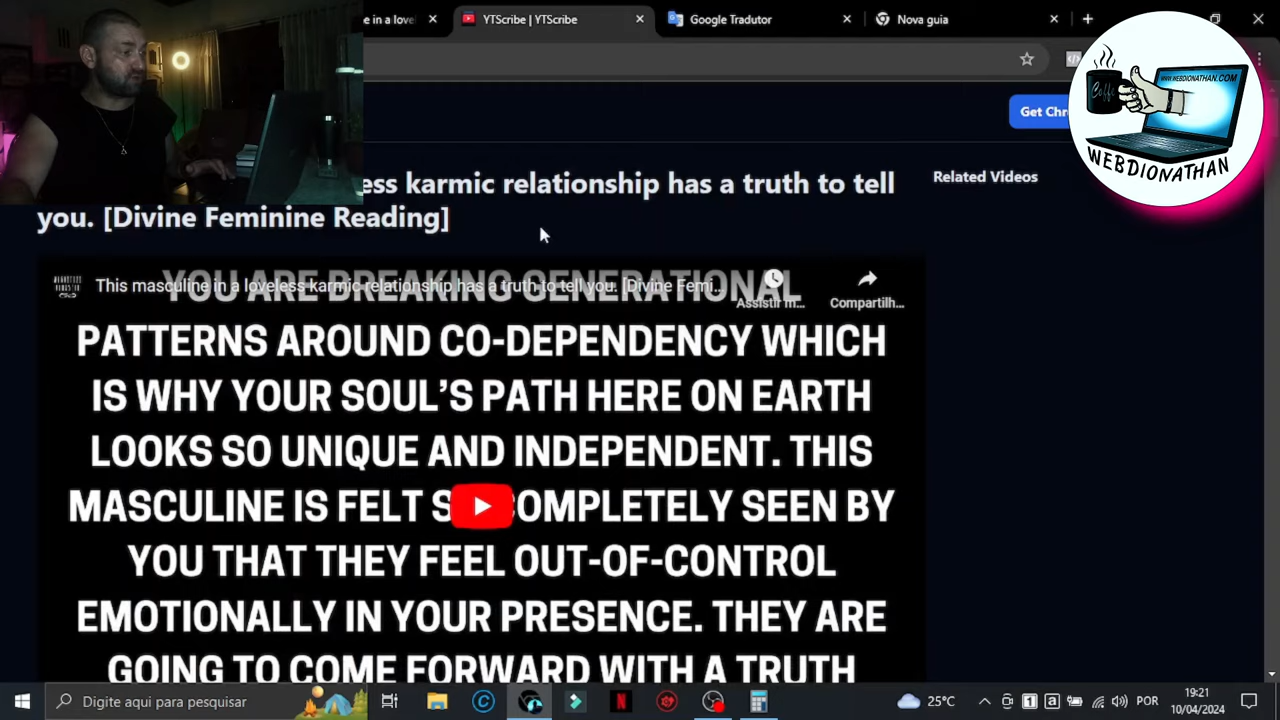 e in a love
YTScribe | YTScribe
Google Tradutor
Nova guia
Get Chr
WWW.WEBDIONATHAN.COM
Coffe
WEBDIONATHAN
ess karmic relationship has a truth to tell
you. [Divine Feminine Reading]
Related Videos
YOU ARE BREAKING GENERATIONAL
This masculine in a loveless karmic relationship has a truth to tell you. [Divine Femi...
Assistir m...
Compartilh...
PATTERNS AROUND CO-DEPENDENCY WHICH
IS WHY YOUR SOUL'S PATH HERE ON EARTH
LOOKS SO UNIQUE AND INDEPENDENT. THIS
MASCULINE IS FELT S COMPLETELY SEEN BY
YOU THAT THEY FEEL OUT-OF-CONTROL
EMOTIONALLY IN YOUR PRESENCE. THEY ARE
GOING TO COME FORWARD WITH A TRUTH
Digite aqui para pesquisar
25°C
POR
19:21
10/04/2024